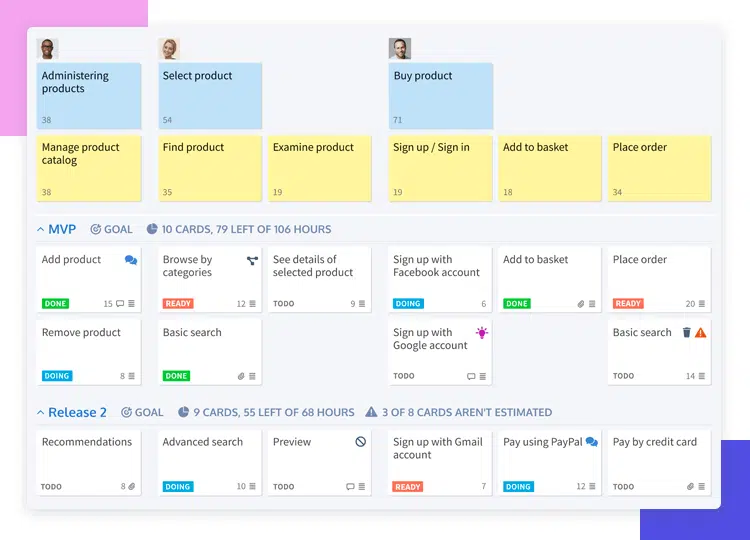 Administering
products
38
Select product
54
Buy product
71
Manage product
catalog
38
Find product
35
Examine product
19
Sign up / Sign in
19
Add to basket
18
Place order
34
MVP GOAL 10 CARDS, 79 LEFT OF 106 HOURS
Add product
DONE 15
Browse by
categories
READY 12
See details of
selected product
TODO 9
Sign up with
Facebook account
DOING 6
Add to basket
DONE
Place order
READY 20
Remove product
DOING 8
Basic search
DONE
Sign up with
Google account
TODO
Basic search
TODO 14
Release 2 GOAL 9 CARDS, 55 LEFT OF 68 HOURS 3 OF 8 CARDS AREN'T ESTIMATED
Recommendations
TODO 8
Advanced search
DOING 10
Preview
TODO
Sign up with Gmail
account
READY 7
Pay using PayPal
DOING 12
Pay by credit card
TODO